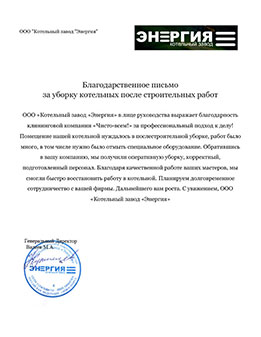 ООО "Котельный завод "Энергия"
ЭНЕРГИЯ
КОТЕЛЬНЫЙ ЗАВОД
Благодарственное письмо
за уборку котельных после строительных работ
ООО «Котельный завод «Энергия» в лице руководства выражает благодарность
клининговой компании «Чисто-всем!» за профессиональный подход к делу!
Помещение нашей котельной нуждалось в послестроительной уборке, работ было
много, в том числе нужно было отмыть специальное оборудование. Обратившись
в вашу компанию, мы получили оперативную уборку, корректный,
подготовленный персонал. Благодаря качественной работе ваших мастеров, мы
смогли быстро восстановить работу в котельной. Планируем долговременное
сотрудничество с вашей фирмы. Дальнейшего вам роста. С уважением, ООО
«Котельный завод «Энергия»
Генеральный Директор
М.А.
ЭНЕРГИЯ